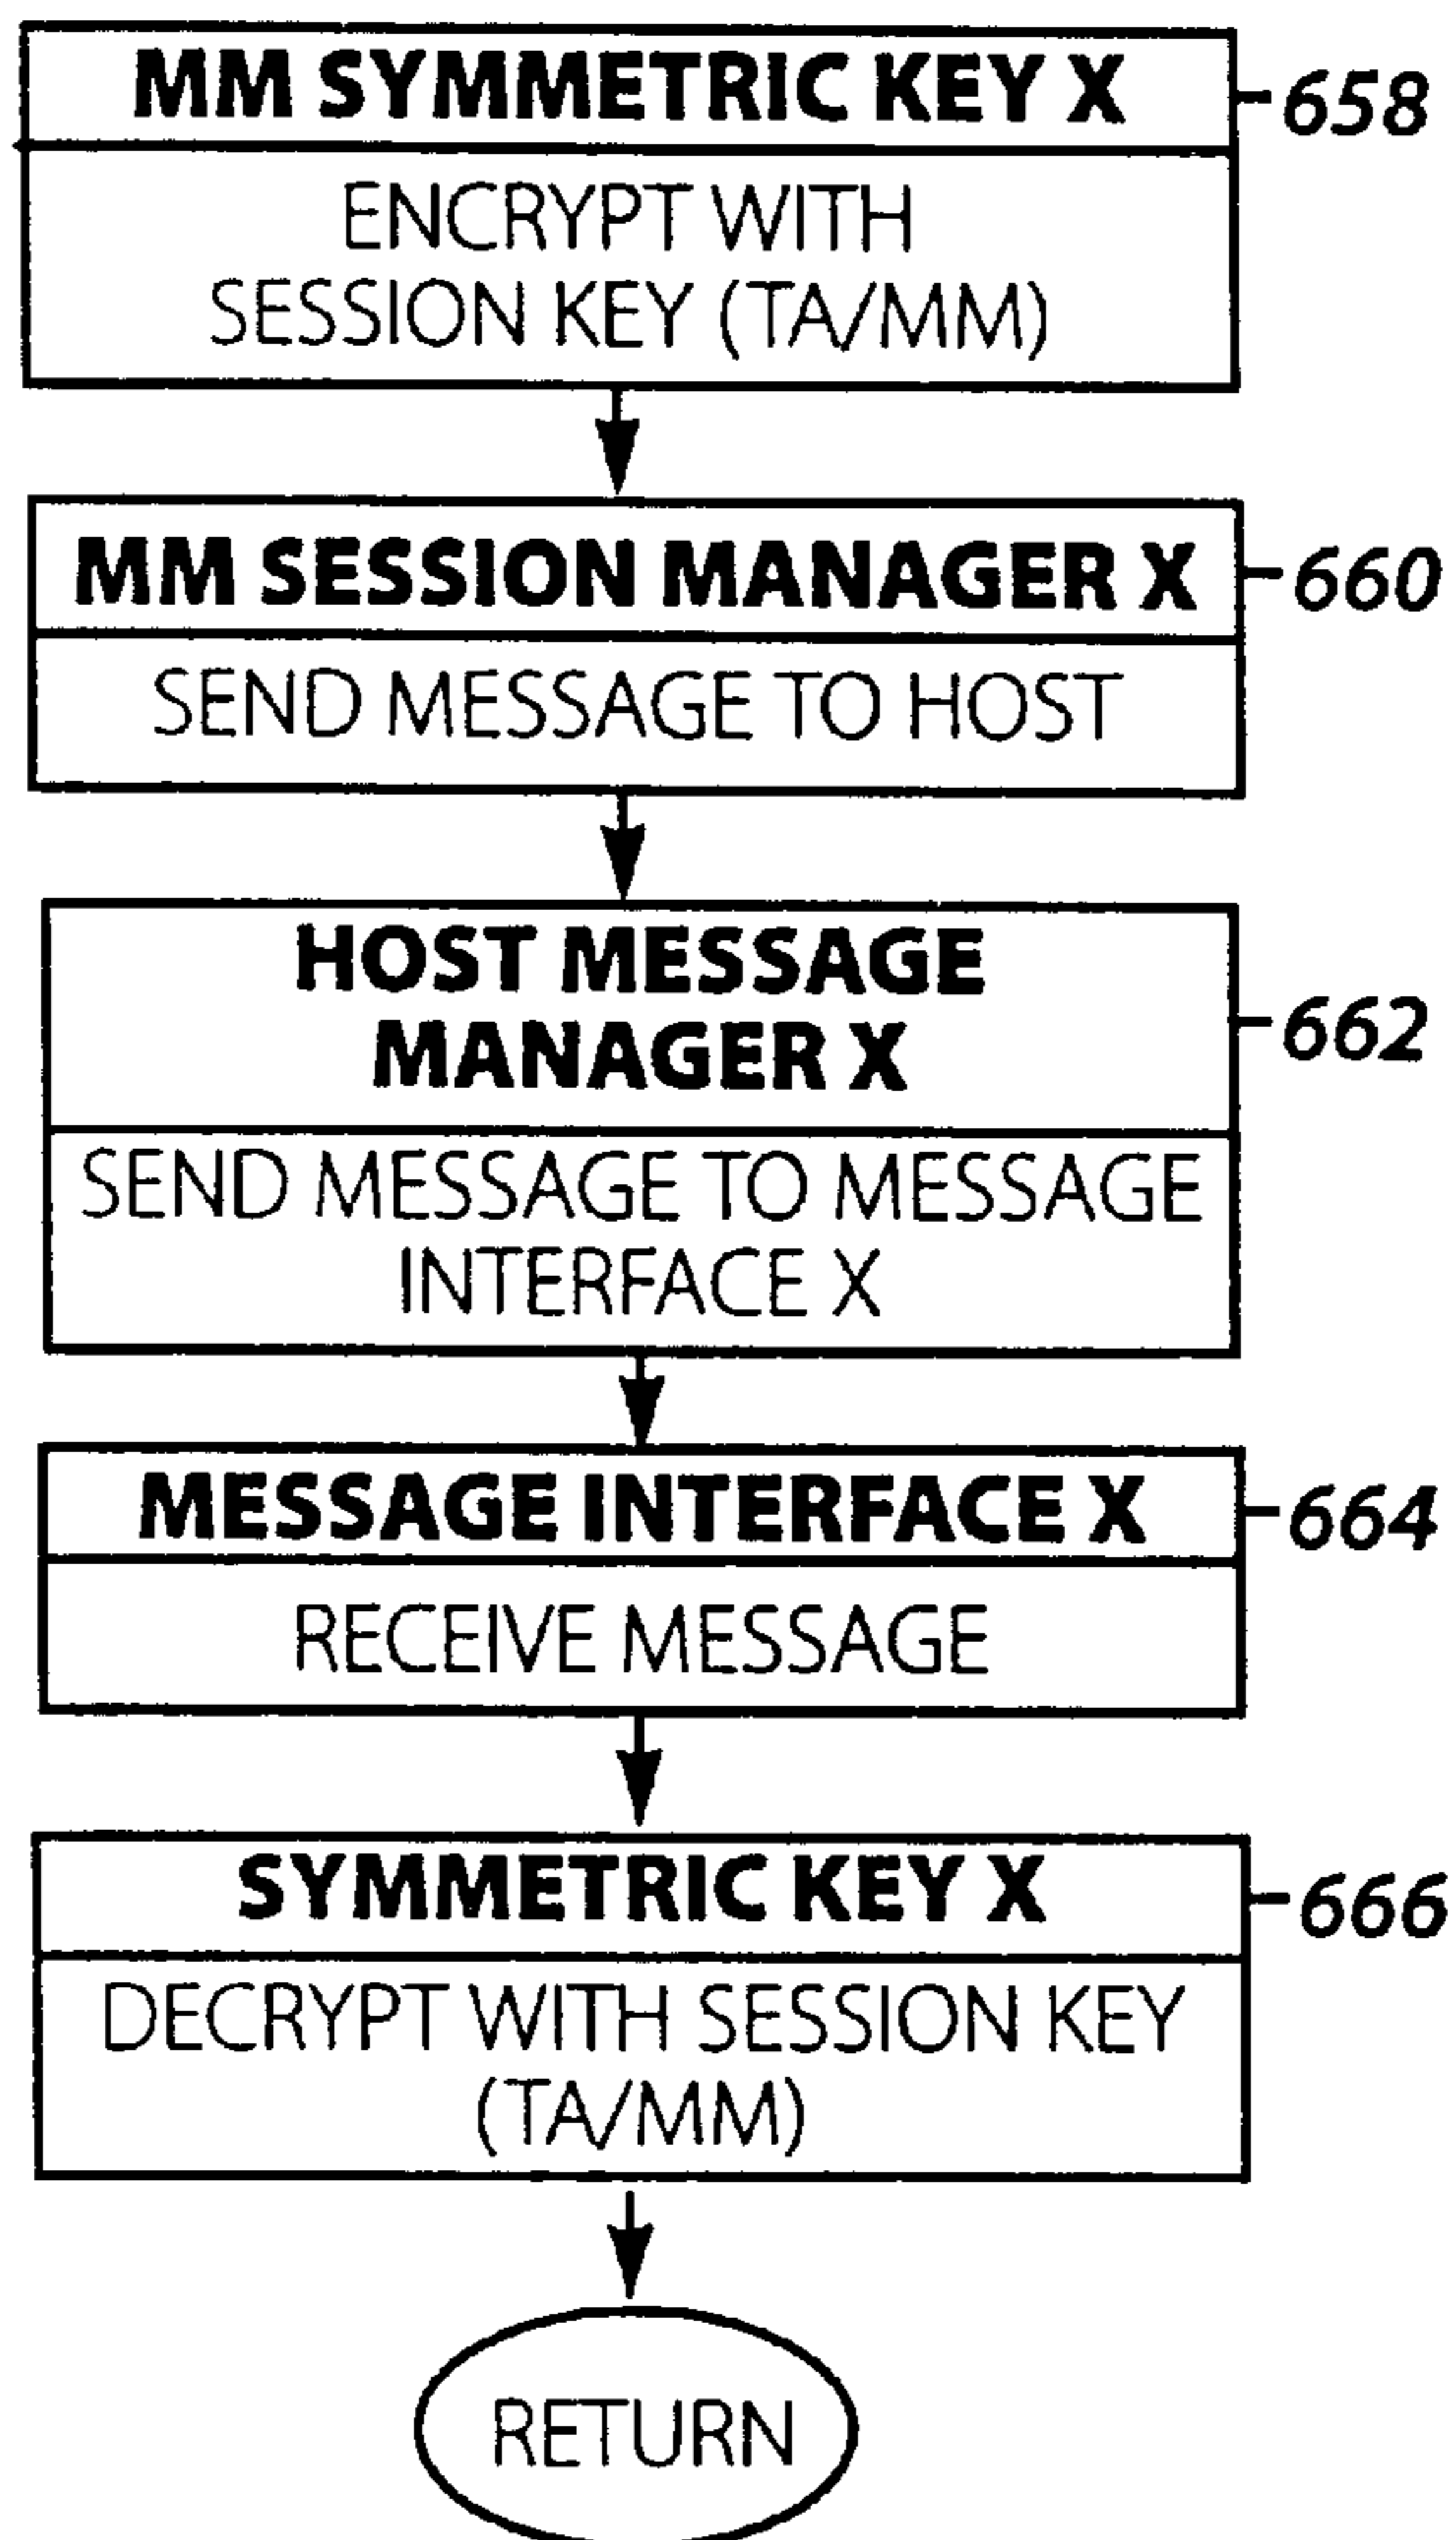 MM SYMMETRIC KEY X
658
ENCRYPT WITH
SESSION KEY (TA/MM)
MM SESSION MANAGER X
660
SEND MESSAGE TO HOST
HOST MESSAGE
MANAGER X
662
SEND MESSAGE TO MESSAGE
INTERFACE X
MESSAGE INTERFACE X
664
RECEIVE MESSAGE
SYMMETRIC KEY X
666
DECRYPT WITH SESSION KEY
(TA/MM)
RETURN